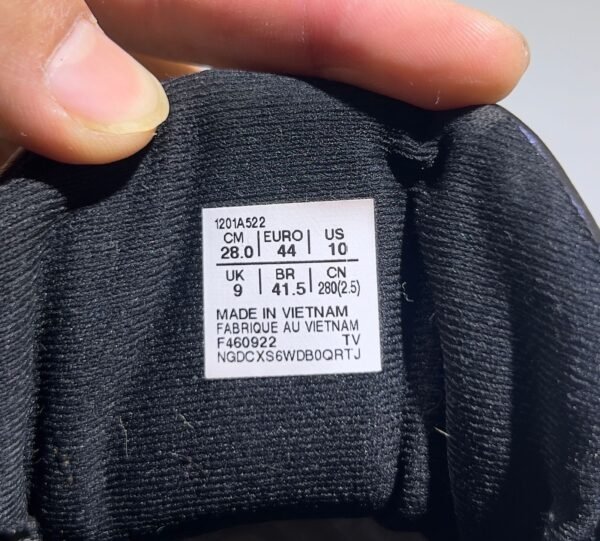 1201A522
CM | EURO | US
28.0 | 44 | 10
UK | BR | CN
9 | 41.5 | 280(2.5)
MADE IN VIETNAM
FABRIQUE AU VIETNAM
F460922 TV
NGDCXS6WDB0QRTJ